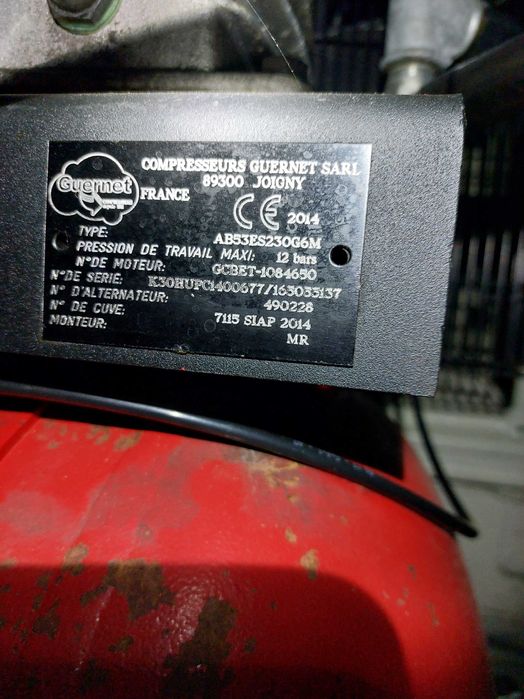 Guernet
COMPRESSEURS GUERNET SARL
89300 JOIGNY
FRANCE
CE 2014
TYPE: AB53ES230G6M
PRESSION DE TRAVAIL MAXI: 12 bars
N°DE MOTEUR: GCBET-1084650
N°DE SERIE: K30HUPC1400677/163033137
N° D'ALTERNATEUR: 490228
N° DE CUVE: 7115 SIAP 2014
MONTEUR: MR